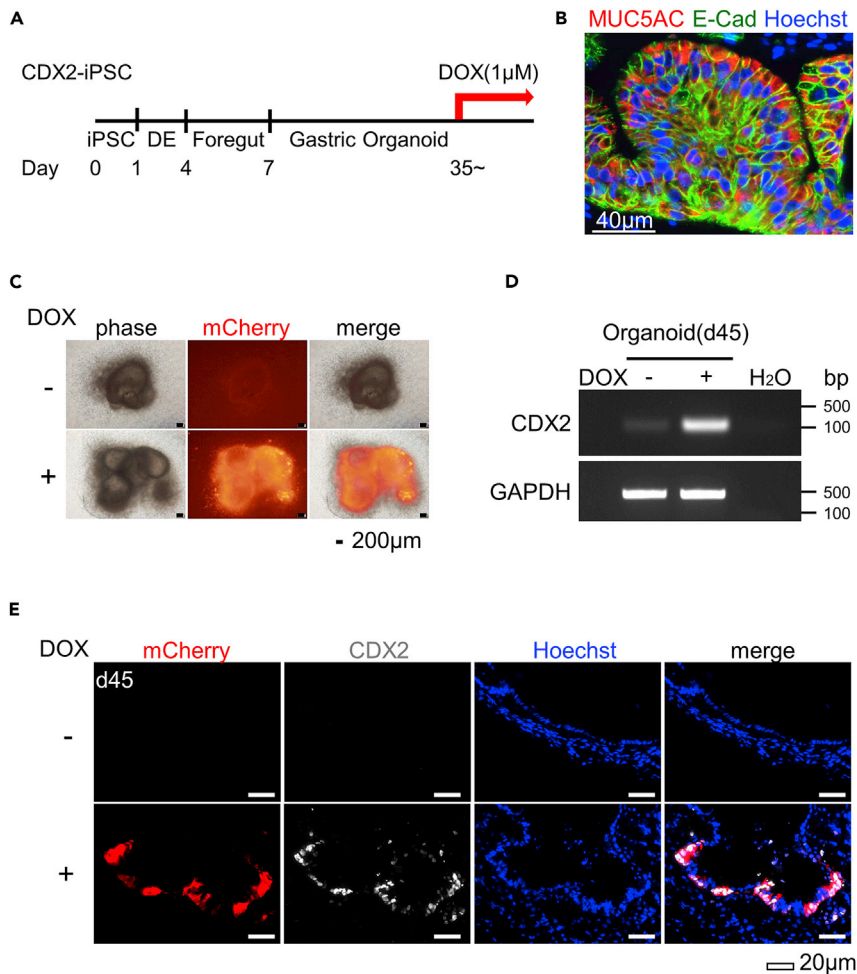 A
CDX2-iPSC
DOX(1µM)
iPSC DE Foregut Gastric Organoid
Day 0 1 4 7 35~
B
MUC5AC E-Cad Hoechst
40µm
C
DOX phase mCherry merge
-
+
- 200µm
D
Organoid(d45)
DOX - + H₂O bp
CDX2 500
100
GAPDH 500
100
E
DOX mCherry CDX2 Hoechst merge
d45
-
+
20µm